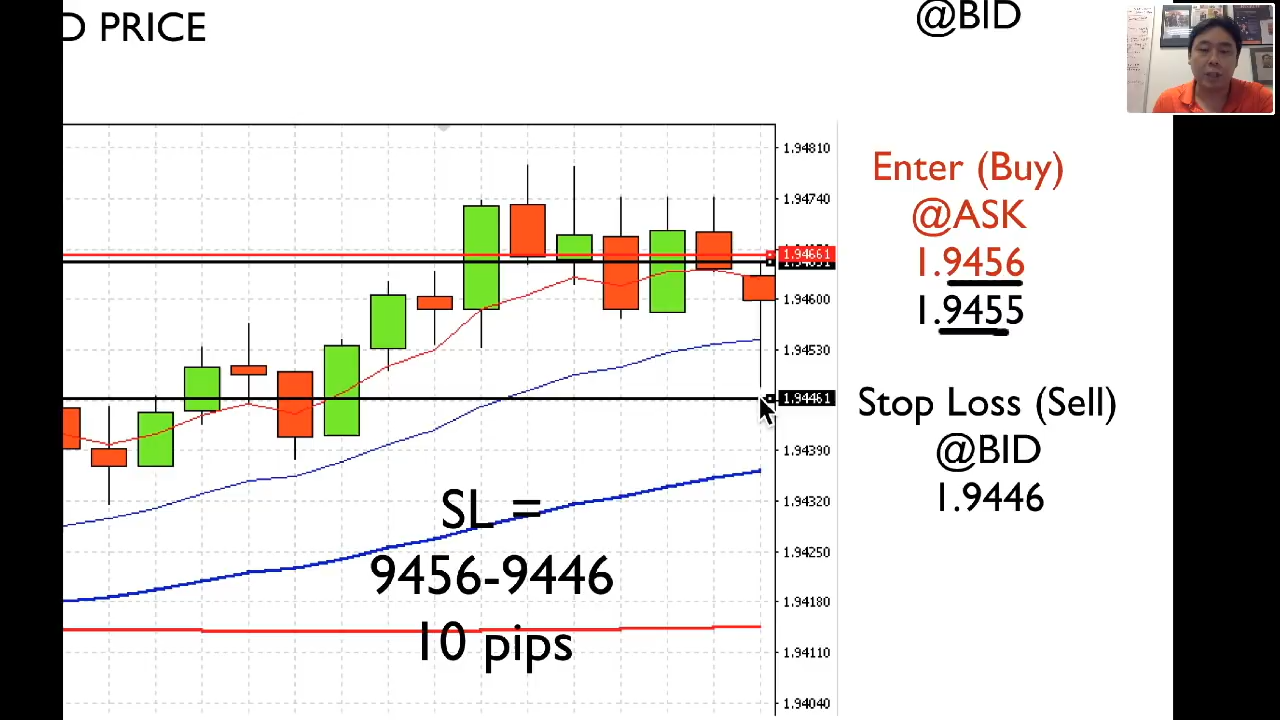 D PRICE
@BID
Enter (Buy)
@ASK
1.9456
1.9455
Stop Loss (Sell)
@BID
1.9446
SL =
9456-9446
10 pips
1.94810
1.94740
1.94661
1.94600
1.94530
1.94461
1.94390
1.94320
1.94250
1.94180
1.94110
1.94040